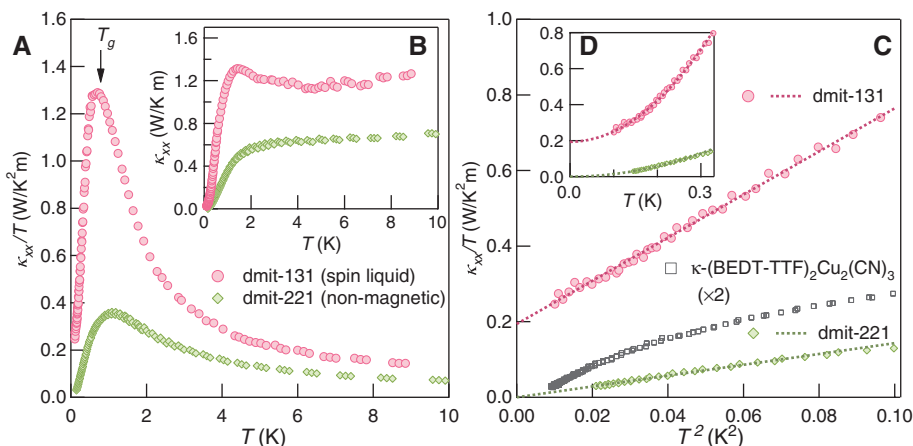 A
T_g
B
κ_xx/T (W/K²m)
1.6
1.4
1.2
1.0
0.8
0.6
0.4
0.2
0.0
0 2 4 6 8 10
T (K)
κ_xx (W/K m)
1.6
1.2
0.8
0.4
0.0
0 2 4 6 8 10
T (K)
dmit-131 (spin liquid)
dmit-221 (non-magnetic)
D
C
0.8
0.6
0.4
0.2
0.0
0.0 0.1 0.2 0.3
T (K)
κ_xx/T (W/K²m)
1.0
0.8
0.6
0.4
0.2
0.0
0.00 0.02 0.04 0.06 0.08 0.10
T² (K²)
dmit-131
κ-(BEDT-TTF)₂Cu₂(CN)₃
(×2)
dmit-221